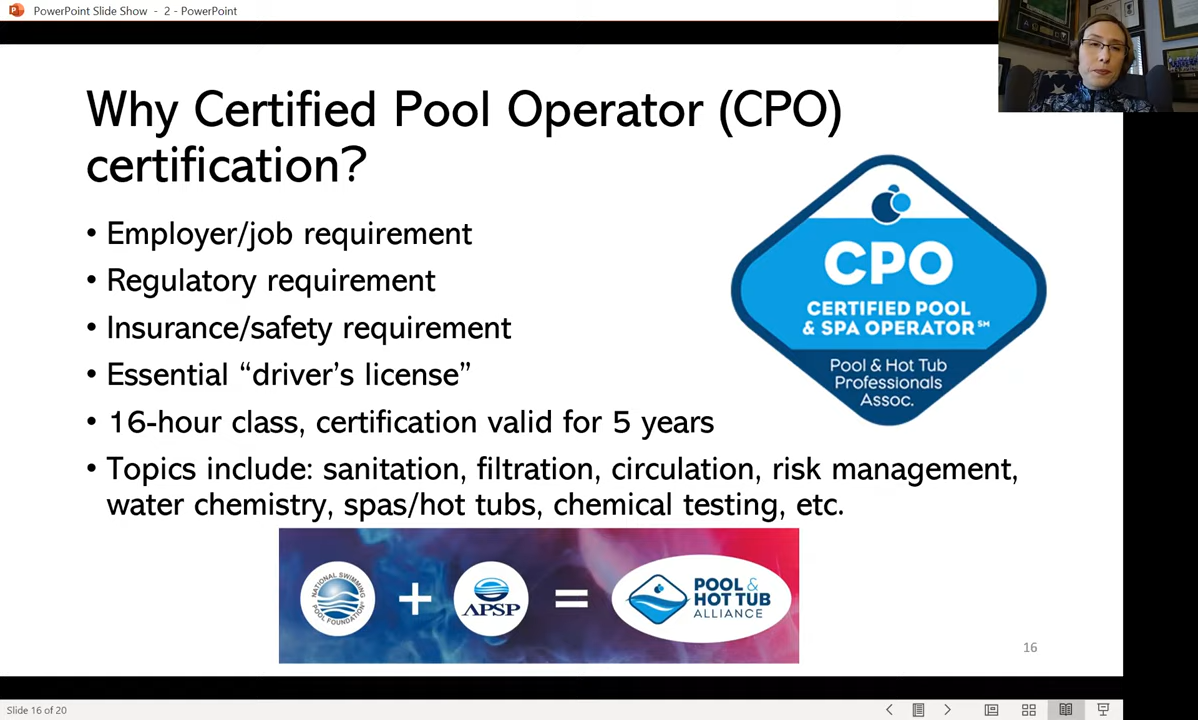 PowerPoint Slide Show - 2 - PowerPoint
Why Certified Pool Operator (CPO)
certification?
• Employer/job requirement
• Regulatory requirement
• Insurance/safety requirement
• Essential “driver’s license”
• 16-hour class, certification valid for 5 years
• Topics include: sanitation, filtration, circulation, risk management,
water chemistry, spas/hot tubs, chemical testing, etc.
CPO
CERTIFIED POOL
& SPA OPERATOR℠
Pool & Hot Tub
Professionals
Assoc.
NATIONAL SWIMMING
POOL FOUNDATION
+
APSP
=
POOL &
HOT TUB
ALLIANCE
16
Slide 16 of 20